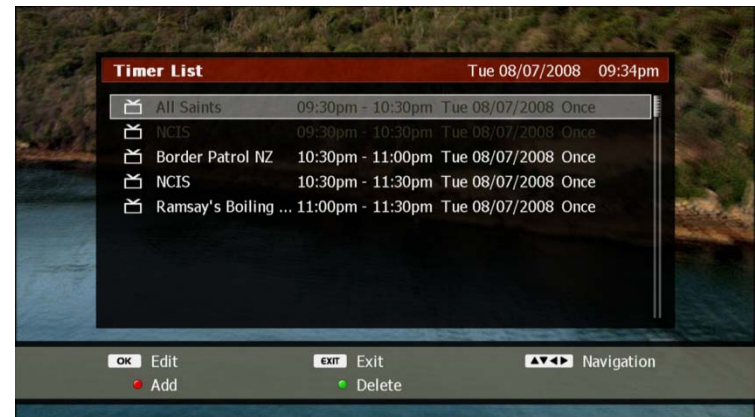 Timer List Tue 08/07/2008 09:34pm
All Saints 09:30pm - 10:30pm Tue 08/07/2008 Once
NCIS 09:30pm - 10:30pm Tue 08/07/2008 Once
Border Patrol NZ 10:30pm - 11:00pm Tue 08/07/2008 Once
NCIS 10:30pm - 11:30pm Tue 08/07/2008 Once
Ramsay's Boiling ... 11:00pm - 11:30pm Tue 08/07/2008 Once
OK Edit EXIT Exit ▲▼◀▶ Navigation
Add Delete